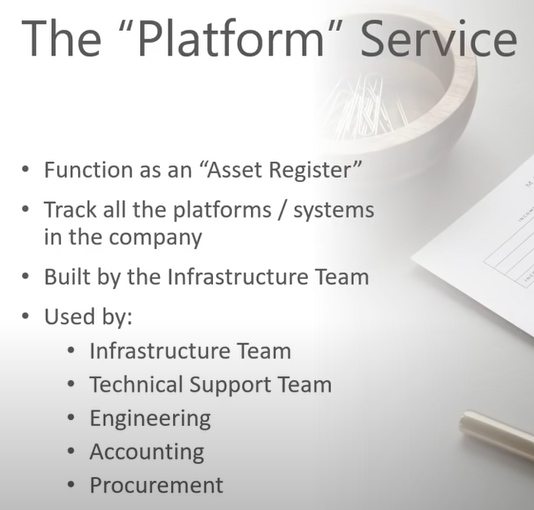 The “Platform” Service
• Function as an “Asset Register”
• Track all the platforms / systems
in the company
• Built by the Infrastructure Team
• Used by:
• Infrastructure Team
• Technical Support Team
• Engineering
• Accounting
• Procurement